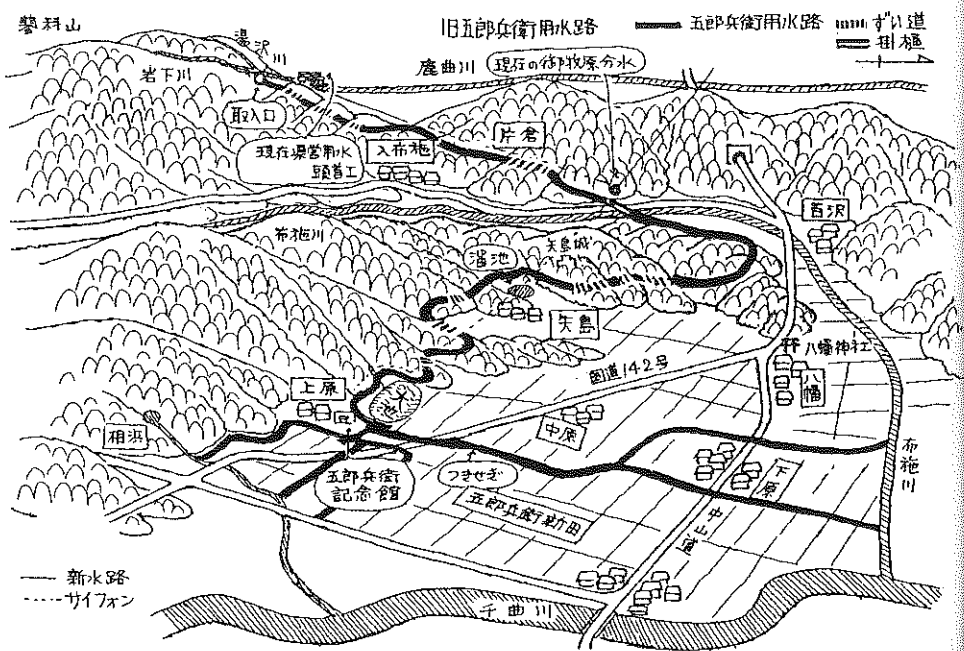 蓼科山
旧五郎兵衛用水路
五郎兵衛用水路
ずい道
掛樋
湯沢川
岩下川
鹿曲川
現在の御牧原分水
取入口
現在県営用水
頭首工
入布施
片倉
百沢
布施川
溜池
矢島城
矢島
八幡神社
八幡
国道142号
上原
大池
中原
相浜
五郎兵衛
記念館
つきせぎ
五郎兵衛新田
下原
中山道
布施川
新水路
サイフォン
千曲川